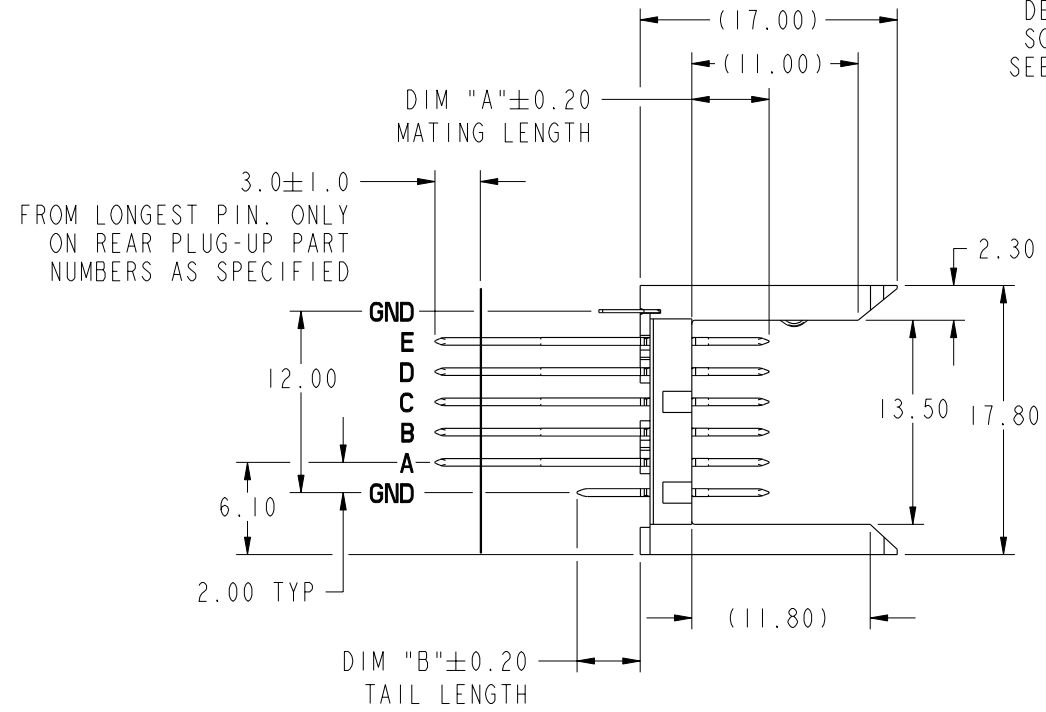 (17.00)
DE
SC
SEE
(11.00)
DIM "A"±0.20
MATING LENGTH
3.0±1.0
FROM LONGEST PIN. ONLY
ON REAR PLUG-UP PART
NUMBERS AS SPECIFIED
2.30
GND
E
D
12.00
C
13.50
17.80
B
A
GND
6.10
2.00 TYP
(11.80)
DIM "B"±0.20
TAIL LENGTH